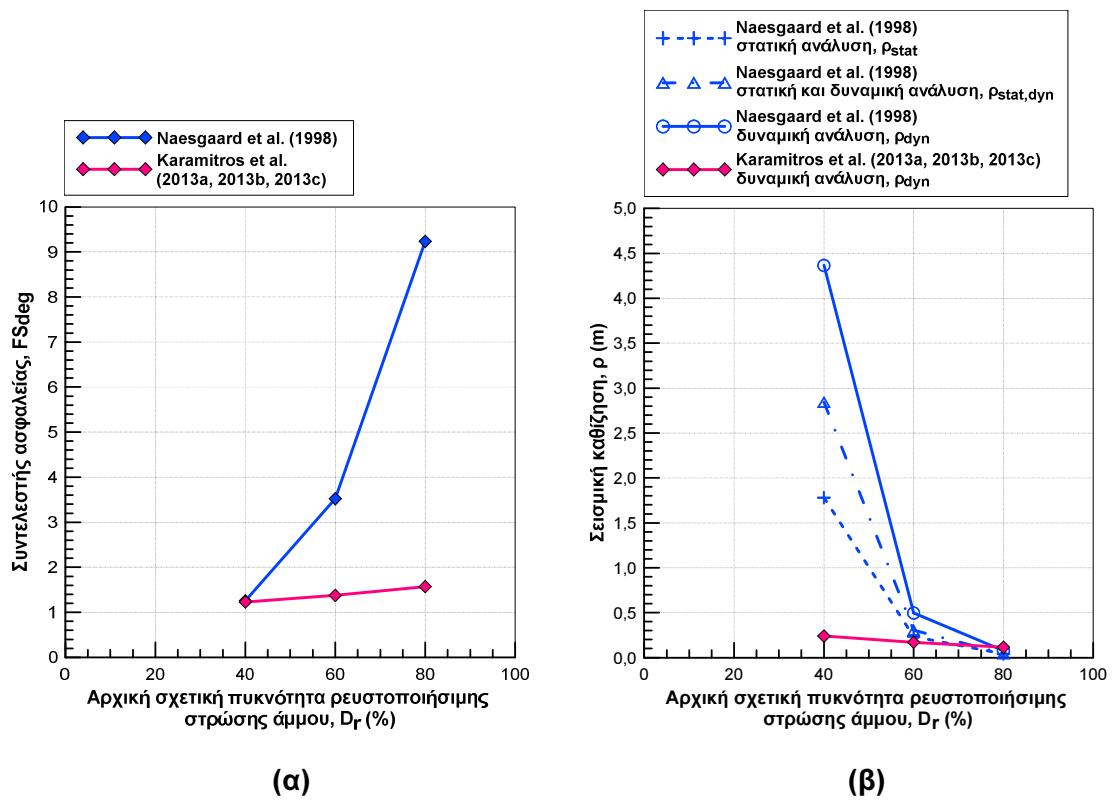 Naesgaard et al. (1998)
Karamitros et al.
(2013a, 2013b, 2013c)
10
9
8
7
6
5
4
3
2
1
0
0
20
40
60
80
100
Συντελεστής ασφαλείας, FSdeg
Αρχική σχετική πυκνότητα ρευστοποιήσιμης
στρώσης άμμου, Dr (%)
(α)
Naesgaard et al. (1998)
στατική ανάλυση, ρstat
Naesgaard et al. (1998)
στατική και δυναμική ανάλυση, ρstat,dyn
Naesgaard et al. (1998)
δυναμική ανάλυση, ρdyn
Karamitros et al. (2013a, 2013b, 2013c)
δυναμική ανάλυση, ρdyn
5,0
4,5
4,0
3,5
3,0
2,5
2,0
1,5
1,0
0,5
0,0
0
20
40
60
80
100
Σεισμική καθίζηση, ρ (m)
Αρχική σχετική πυκνότητα ρευστοποιήσιμης
στρώσης άμμου, Dr (%)
(β)